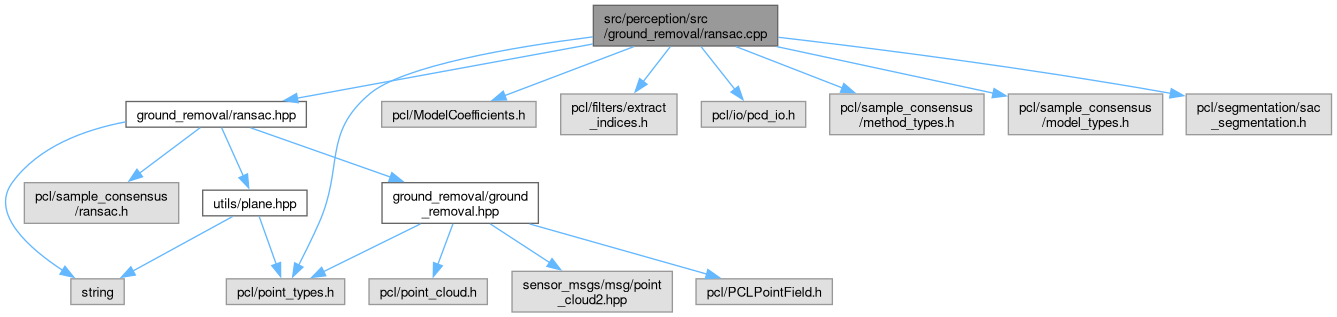 src/perception/src
/ground_removal/ransac.cpp
ground_removal/ransac.hpp
pcl/ModelCoefficients.h
pcl/filters/extract
_indices.h
pcl/io/pcd_io.h
pcl/sample_consensus
/method_types.h
pcl/sample_consensus
/model_types.h
pcl/segmentation/sac
_segmentation.h
pcl/sample_consensus
/ransac.h
utils/plane.hpp
ground_removal/ground
_removal.hpp
string
pcl/point_types.h
pcl/point_cloud.h
sensor_msgs/msg/point
_cloud2.hpp
pcl/PCLPointField.h